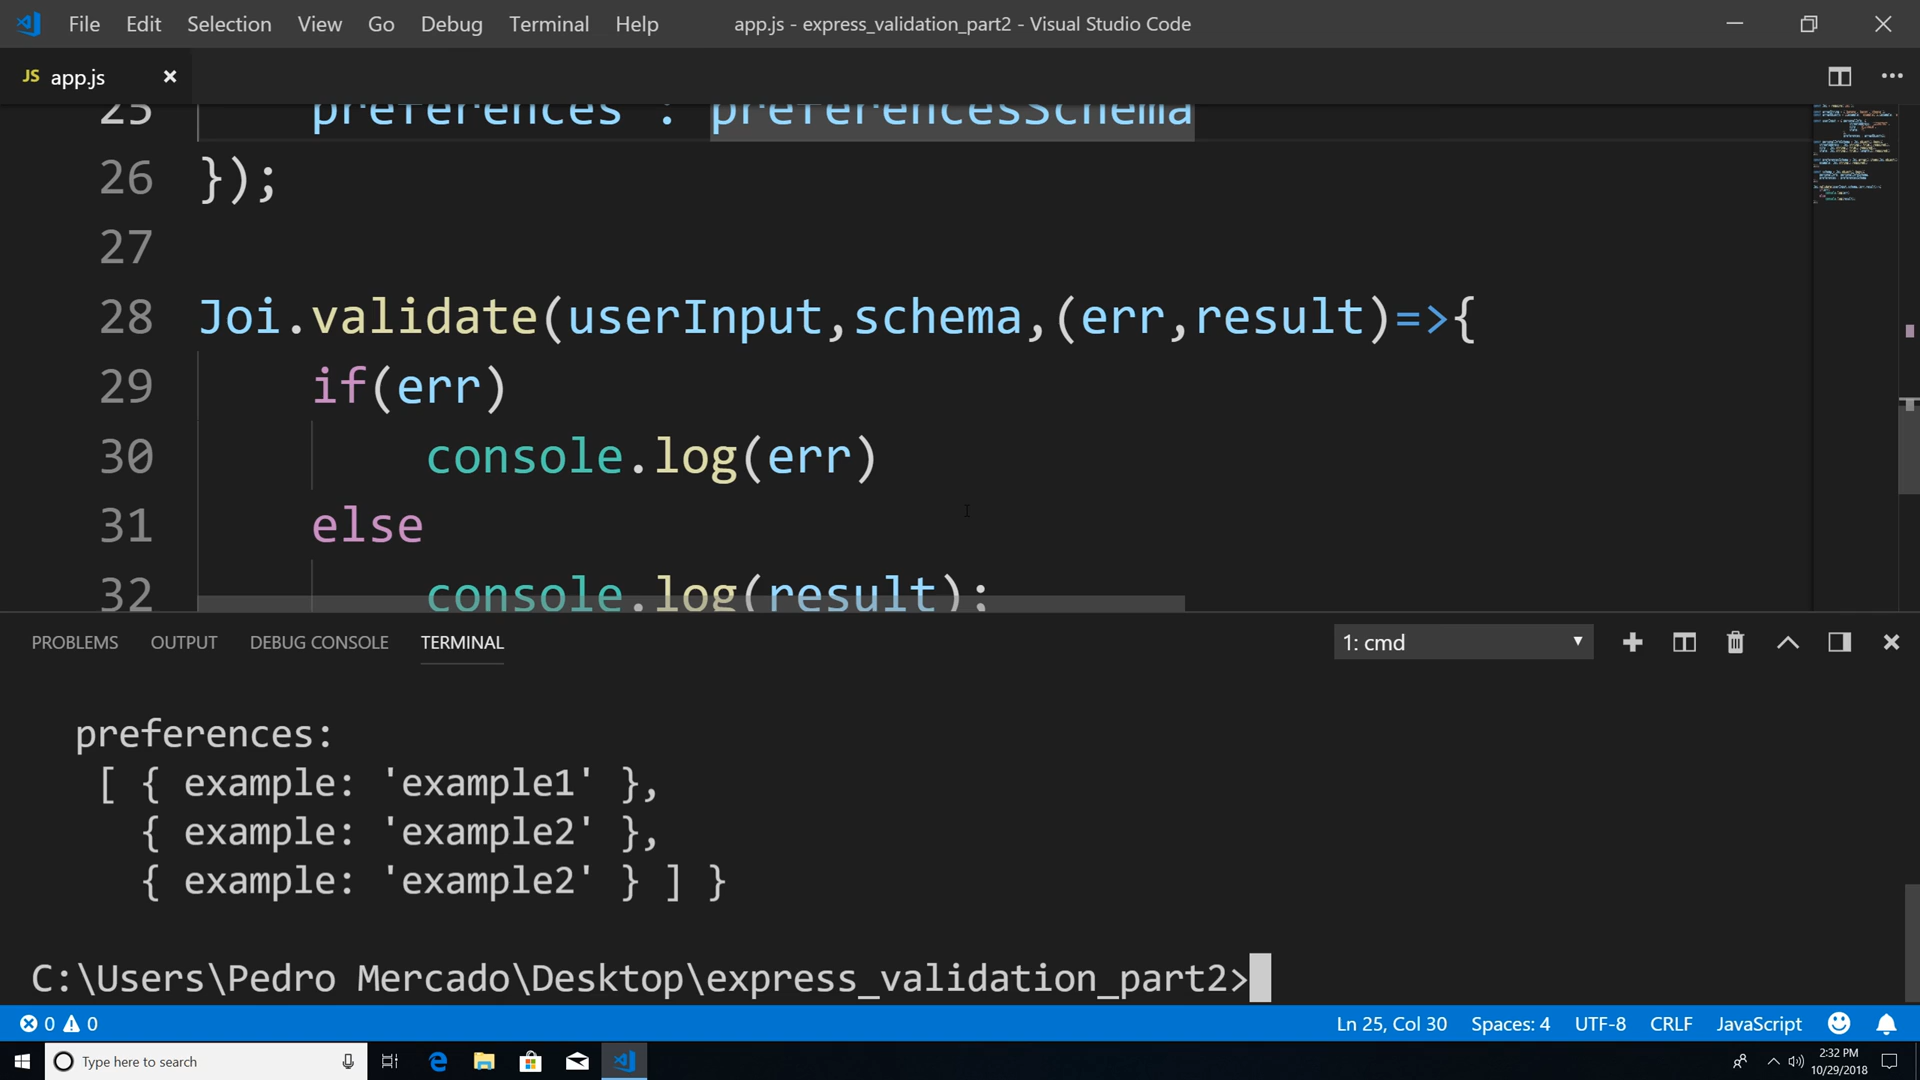 File Edit Selection View Go Debug Terminal Help app.js - express_validation_part2 - Visual Studio Code
JS app.js
25 preferences : preferencesSchema
26 });
27
28 Joi.validate(userInput,schema,(err,result)=>{
29 if(err)
30 console.log(err)
31 else
32 console.log(result);
PROBLEMS OUTPUT DEBUG CONSOLE TERMINAL 1: cmd
preferences:
[ { example: 'example1' },
{ example: 'example2' },
{ example: 'example2' } ] }
C:\Users\Pedro Mercado\Desktop\express_validation_part2>
0 0 Ln 25, Col 30 Spaces: 4 UTF-8 CRLF JavaScript
Type here to search
2:32 PM
10/29/2018